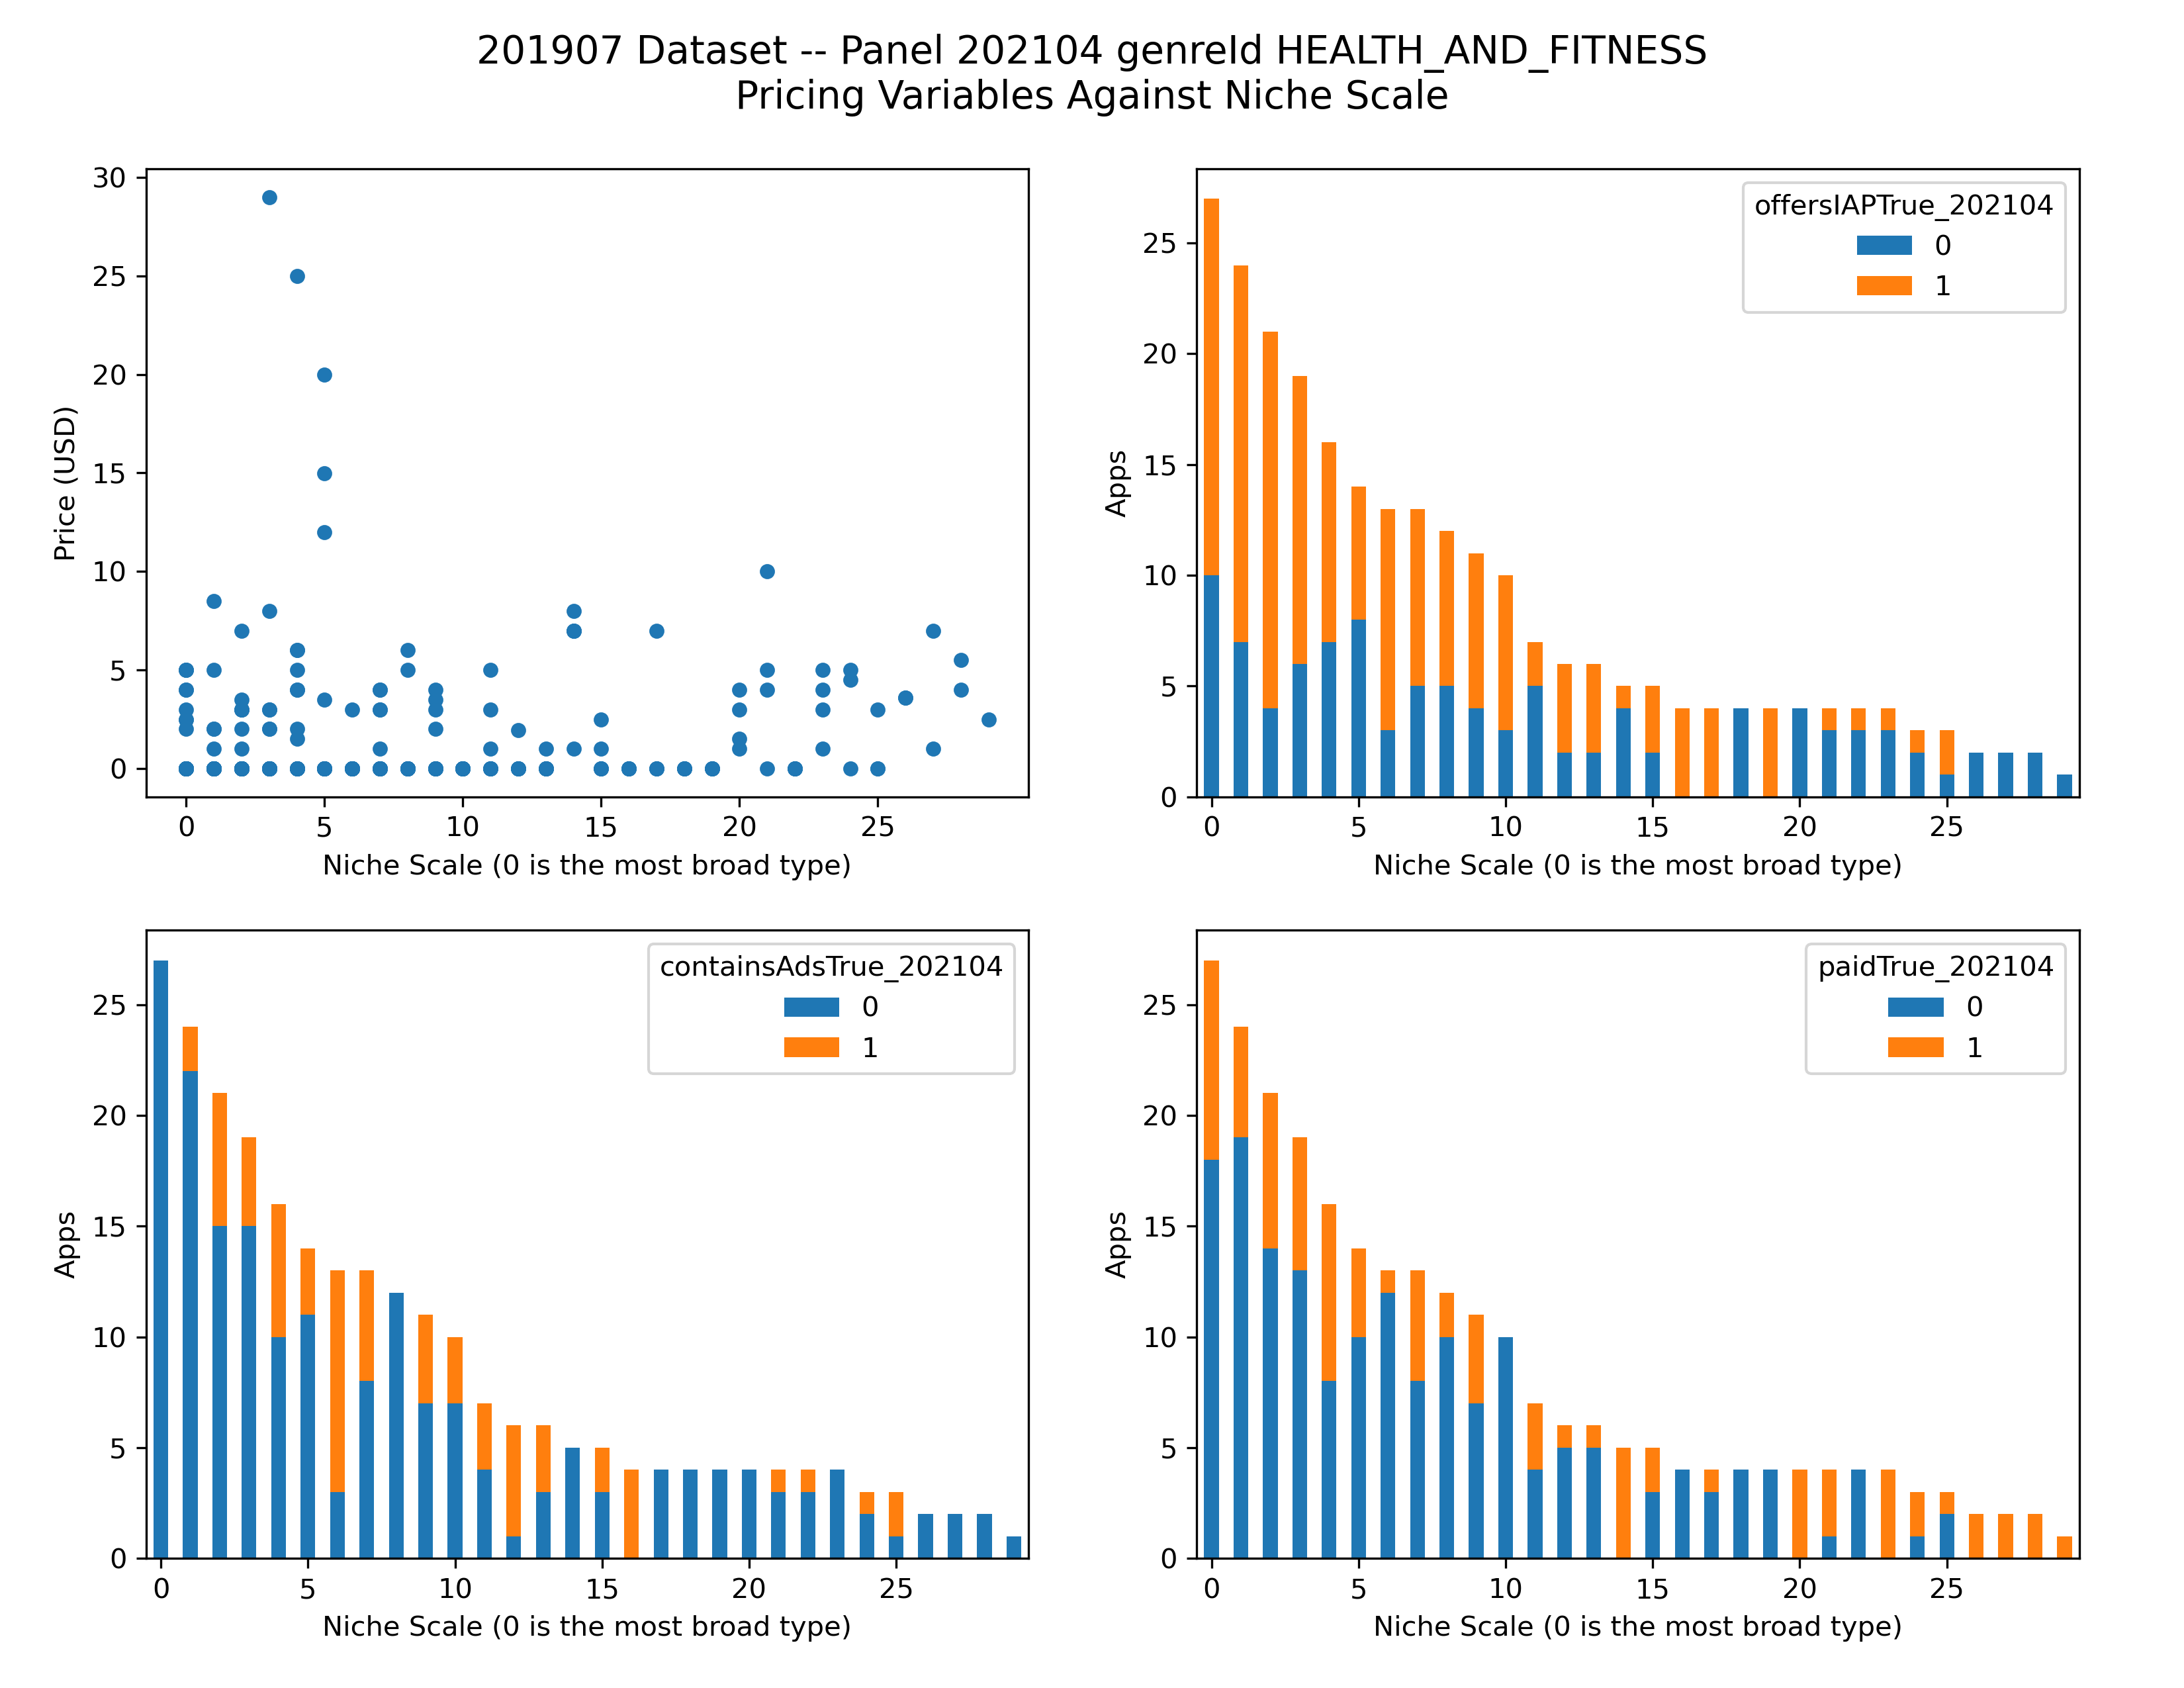 201907 Dataset -- Panel 202104 genreId HEALTH_AND_FITNESS
Pricing Variables Against Niche Scale
30
25
20
15
10
5
0
Price (USD)
0 5 10 15 20 25
Niche Scale (0 is the most broad type)
25
20
15
10
5
0
Apps
offersIAPTrue_202104
0
1
0 5 10 15 20 25
Niche Scale (0 is the most broad type)
25
20
15
10
5
0
Apps
containsAdsTrue_202104
0
1
0 5 10 15 20 25
Niche Scale (0 is the most broad type)
25
20
15
10
5
0
Apps
paidTrue_202104
0
1
0 5 10 15 20 25
Niche Scale (0 is the most broad type)